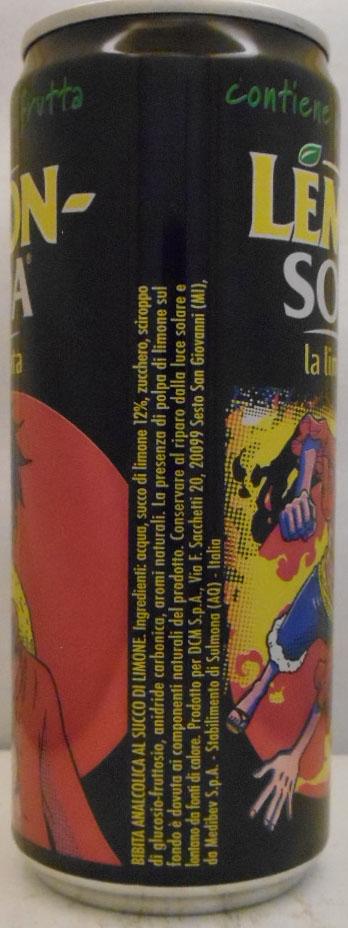 frutta
contiene
ON-
A®
LEM
SO
la lim
BIBITA ANALCOLICA AL SUCCO DI LIMONE. Ingredienti: acqua, succo di limone 12%, zucchero, sciroppo
di glucosio-fruttosio, anidride carbonica, aromi naturali. La presenza di polpa di limone sul
fondo è dovuta ai componenti naturali del prodotto. Conservare al riparo dalla luce solare e
lontano da fonti di calore. Prodotto per DCM S.p.A., Via F. Sacchetti 20, 20099 Sesto San Giovanni (MI),
da Medibev S.p.A. - Stabilimento di Sulmona (AQ) - Italia